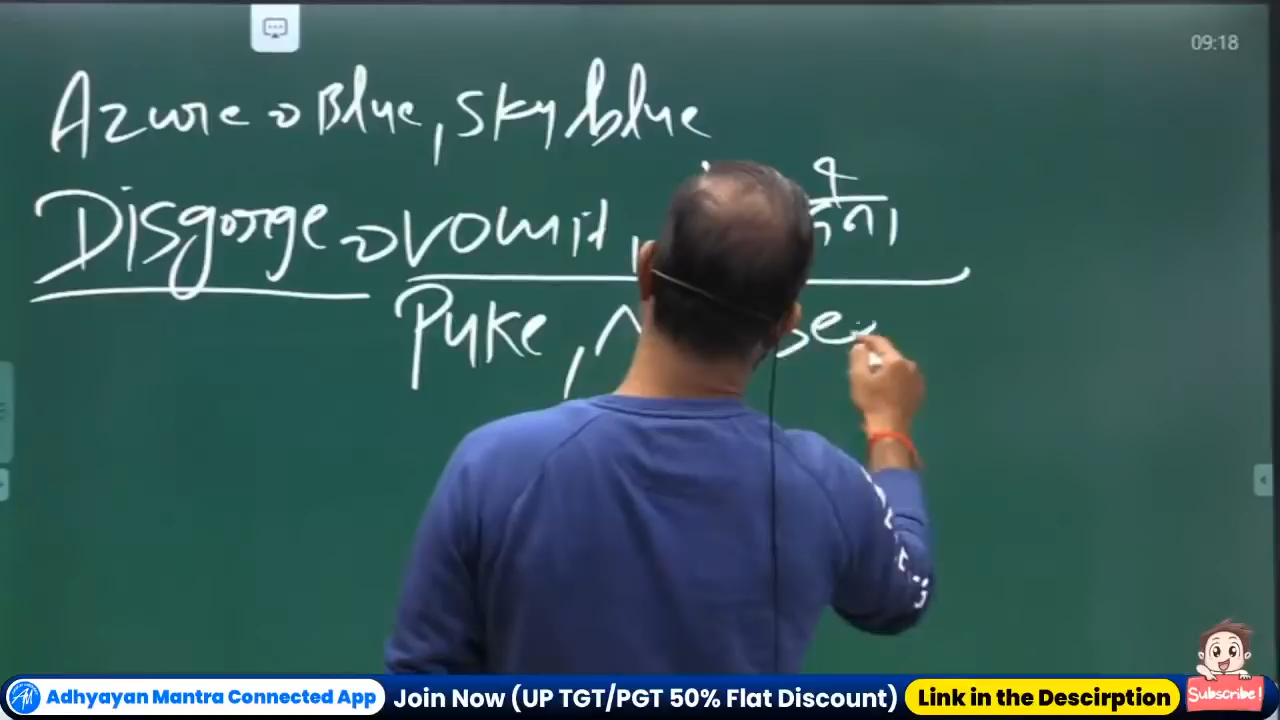 09:18
Azure → Blue, sky blue
Disgorge → vomit
Puke,
Adhyayan Mantra Connected App Join Now (UP TGT/PGT 50% Flat Discount) Link in the Descirption
Subscribe!